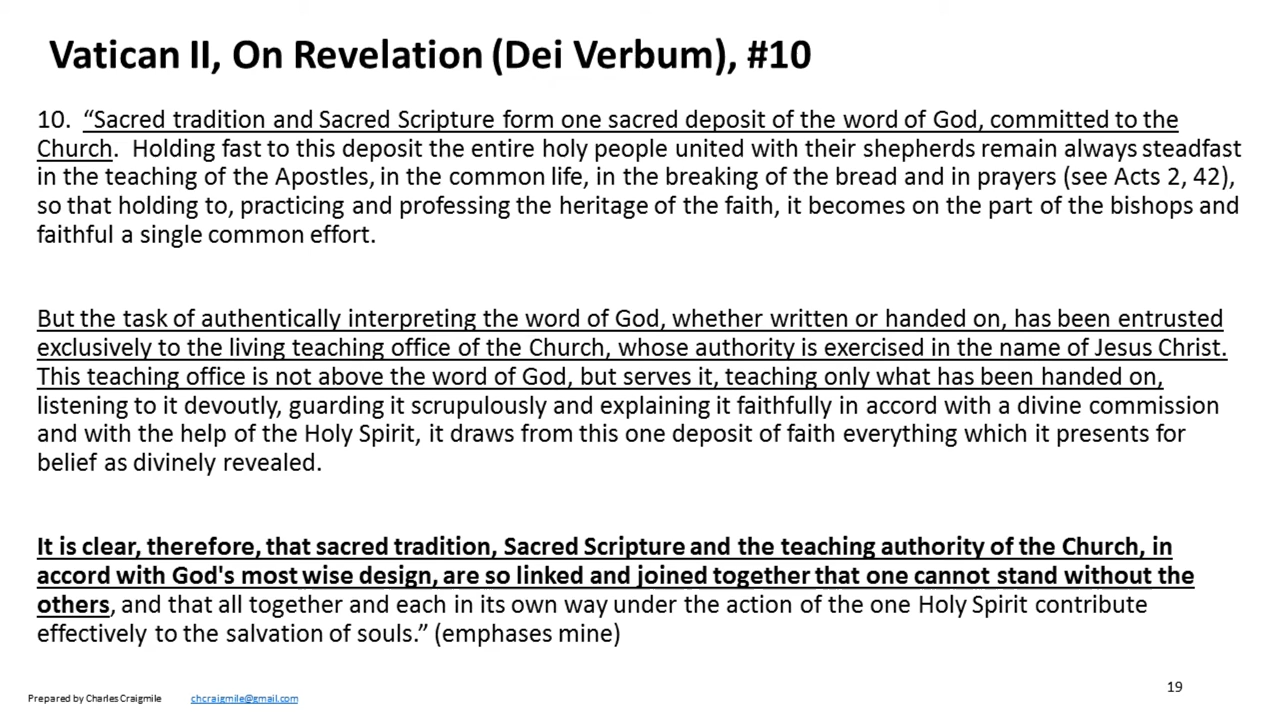 Vatican II, On Revelation (Dei Verbum), #10
10. “Sacred tradition and Sacred Scripture form one sacred deposit of the word of God, committed to the
Church. Holding fast to this deposit the entire holy people united with their shepherds remain always steadfast
in the teaching of the Apostles, in the common life, in the breaking of the bread and in prayers (see Acts 2, 42),
so that holding to, practicing and professing the heritage of the faith, it becomes on the part of the bishops and
faithful a single common effort.
But the task of authentically interpreting the word of God, whether written or handed on, has been entrusted
exclusively to the living teaching office of the Church, whose authority is exercised in the name of Jesus Christ.
This teaching office is not above the word of God, but serves it, teaching only what has been handed on,
listening to it devoutly, guarding it scrupulously and explaining it faithfully in accord with a divine commission
and with the help of the Holy Spirit, it draws from this one deposit of faith everything which it presents for
belief as divinely revealed.
It is clear, therefore, that sacred tradition, Sacred Scripture and the teaching authority of the Church, in
accord with God's most wise design, are so linked and joined together that one cannot stand without the
others, and that all together and each in its own way under the action of the one Holy Spirit contribute
effectively to the salvation of souls.” (emphases mine)
Prepared by Charles Craigmile chcraigmile@gmail.com
19